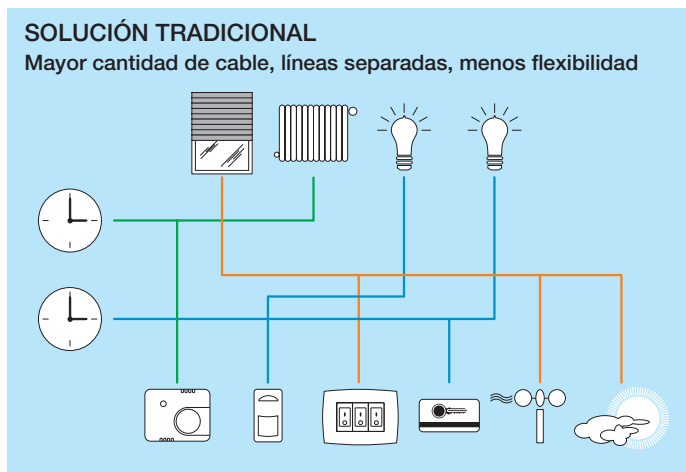 SOLUCIÓN TRADICIONAL
Mayor cantidad de cable, líneas separadas, menos flexibilidad